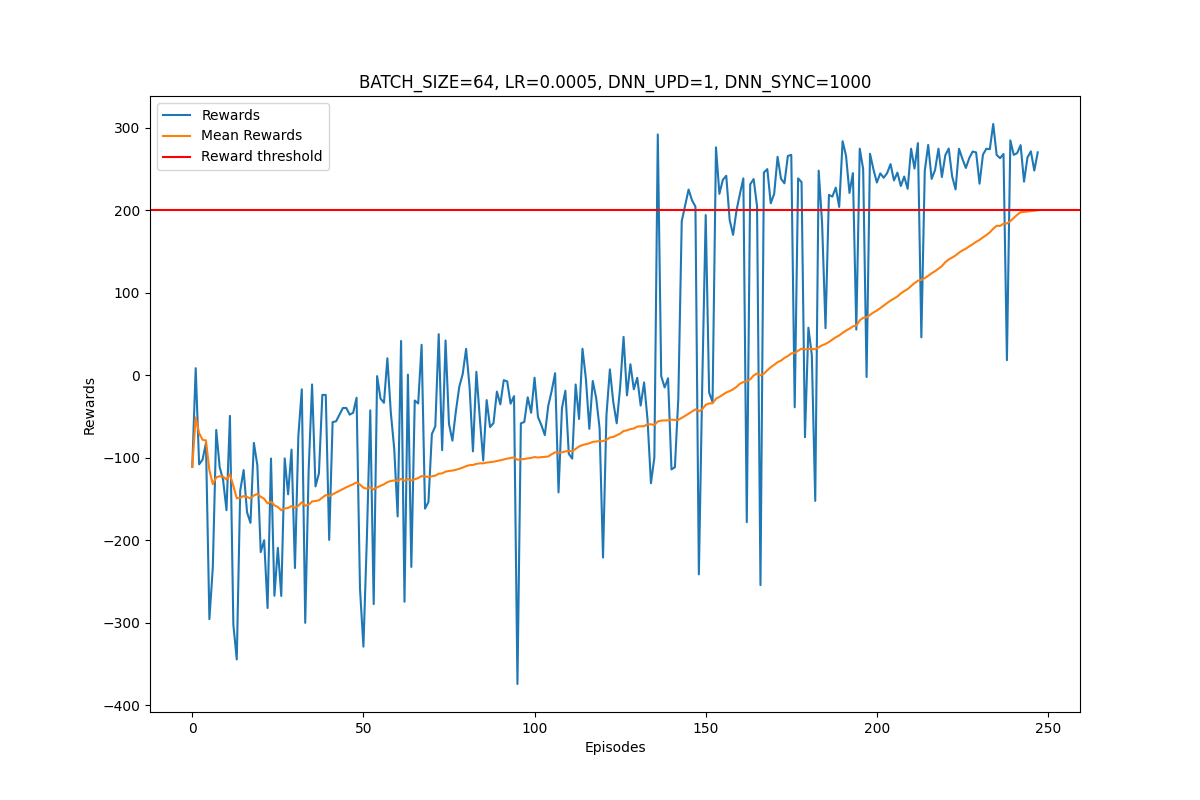 BATCH_SIZE=64, LR=0.0005, DNN_UPD=1, DNN_SYNC=1000
Rewards
Mean Rewards
Reward threshold
300
200
100
0
−100
−200
−300
−400
Rewards
0 50 100 150 200 250
Episodes